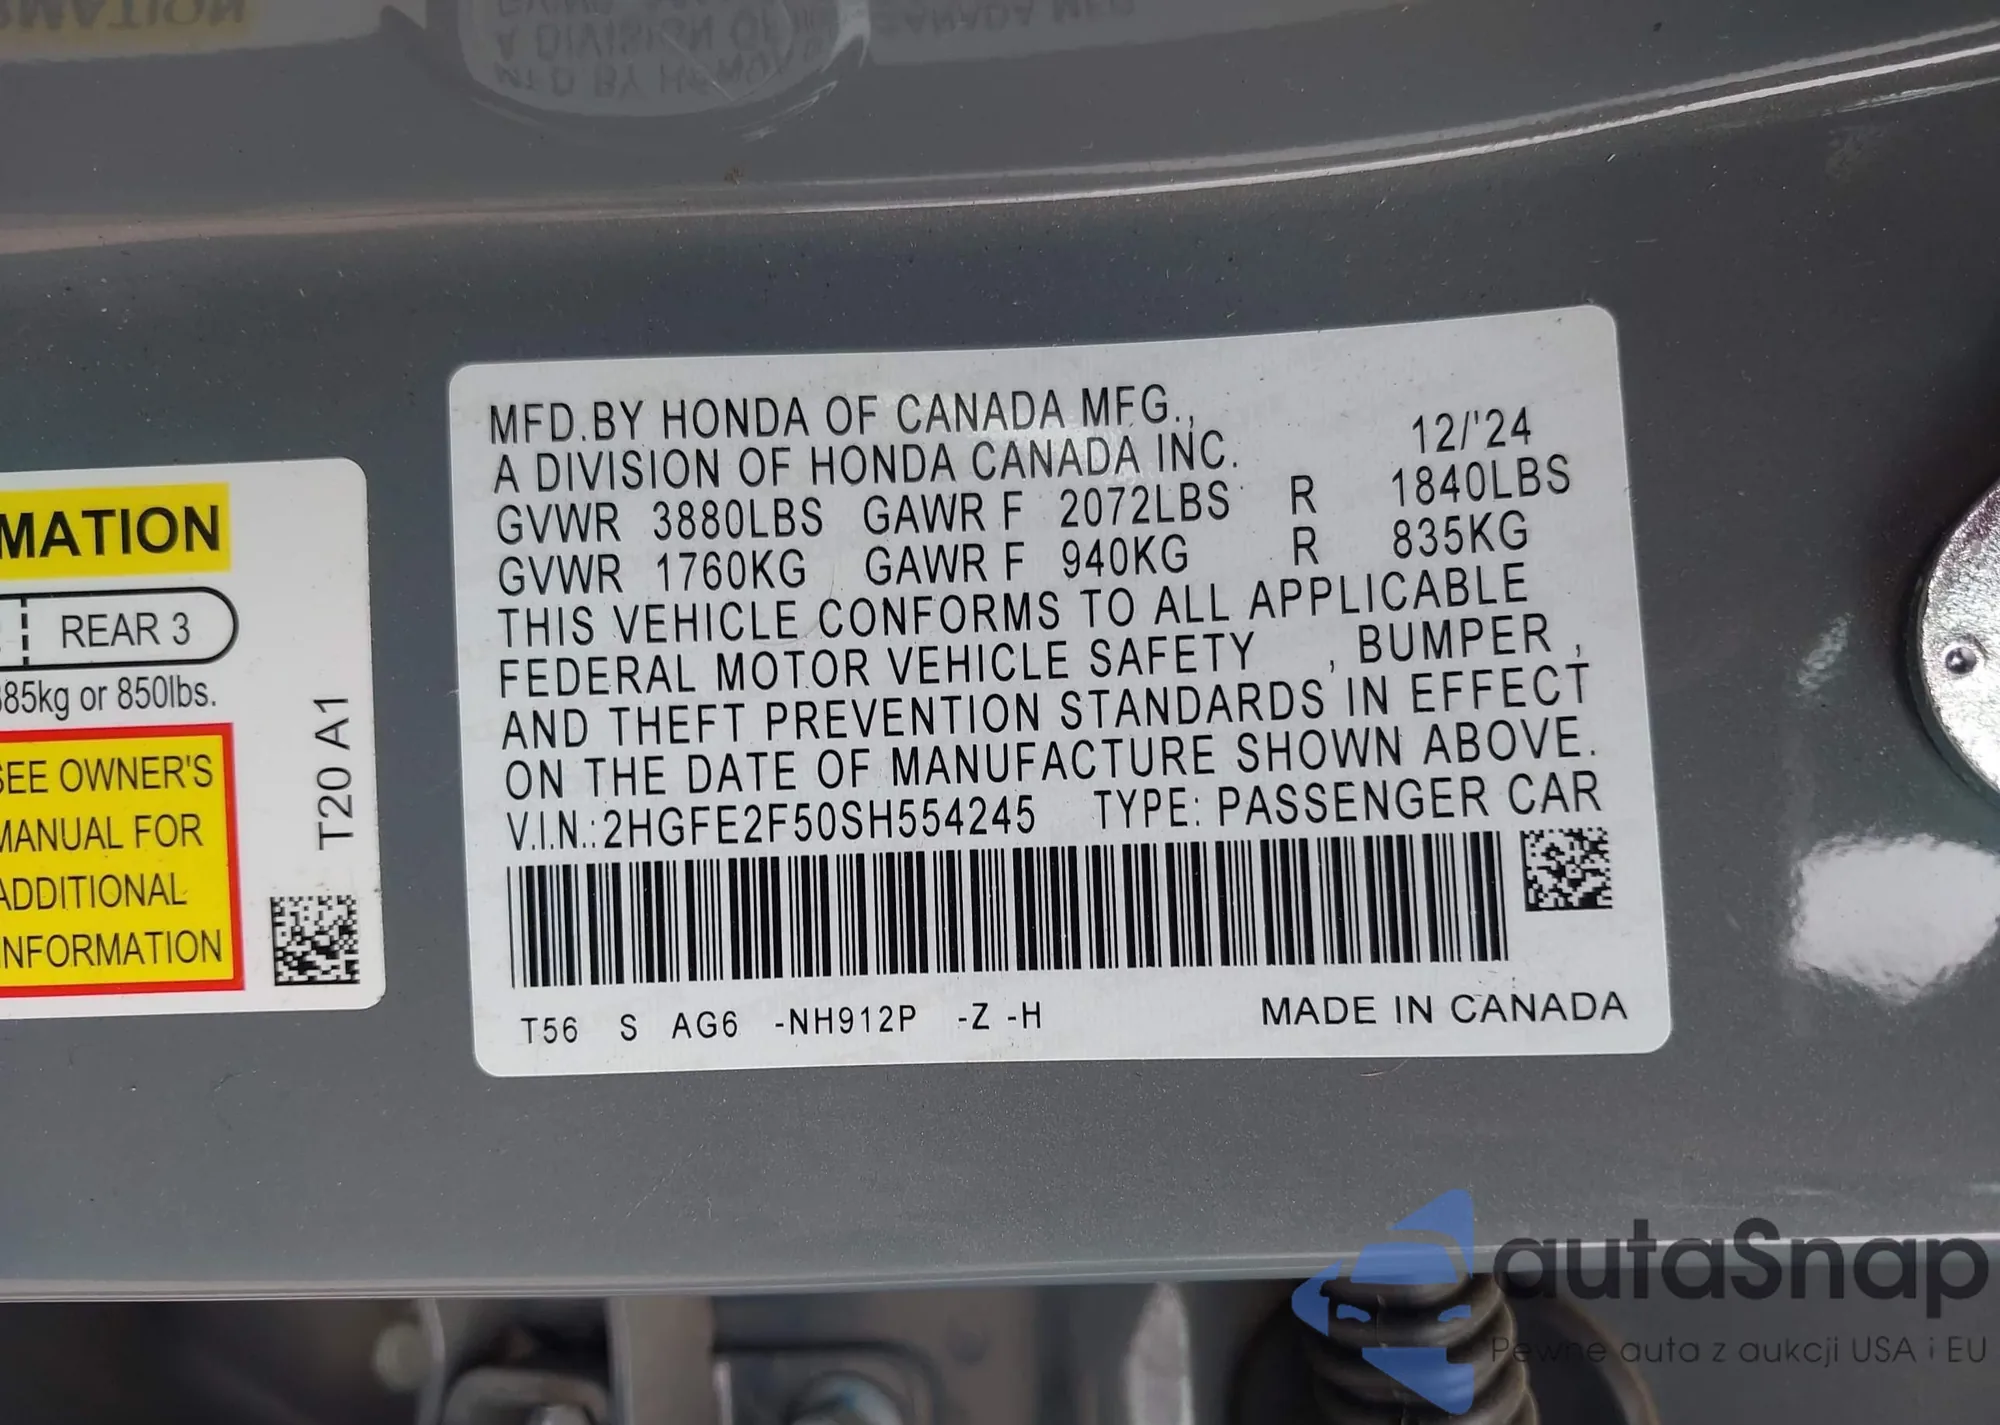 MATION
REAR 3
85kg or 850lbs.
SEE OWNER'S
MANUAL FOR
ADDITIONAL
INFORMATION
T20 A1
MFD.BY HONDA OF CANADA MFG.,
A DIVISION OF HONDA CANADA INC. 12/'24
GVWR 3880LBS GAWR F 2072LBS R 1840LBS
GVWR 1760KG GAWR F 940KG R 835KG
THIS VEHICLE CONFORMS TO ALL APPLICABLE
FEDERAL MOTOR VEHICLE SAFETY , BUMPER ,
AND THEFT PREVENTION STANDARDS IN EFFECT
ON THE DATE OF MANUFACTURE SHOWN ABOVE.
V.I.N.:2HGFE2F50SH554245 TYPE: PASSENGER CAR
T56 S AG6 -NH912P -Z -H MADE IN CANADA
autaSnap
Pewne auta z aukcji USA i EU